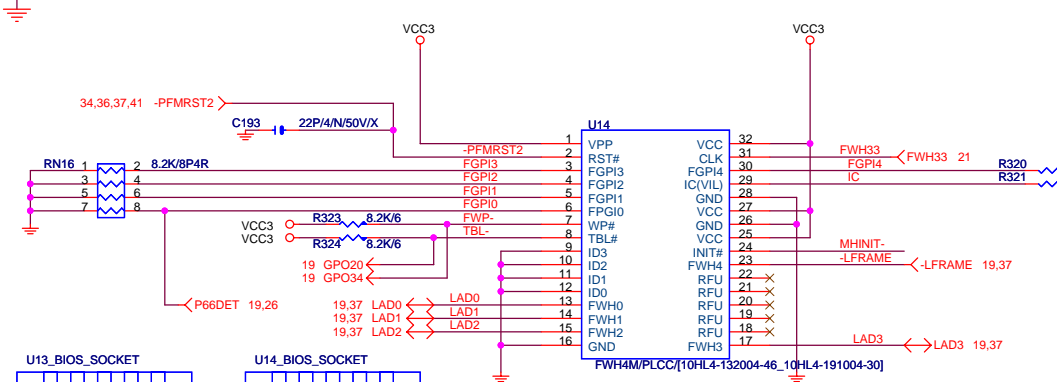 VCC3 VCC3
34,36,37,41 -PFMRST2
C193 22P/4/N/50V/X U14
1 VPP VCC 32
-PFMRST2 2 RST# CLK 31 FWH33 FWH33 21
RN16 1 2 8.2K/8P4R FGPI3 3 FGPI3 FGPI4 30 FGPI4 R320
3 4 FGPI2 4 FGPI2 IC(VIL) 29 IC R321
5 6 FGPI1 5 FGPI1 GND 28
7 8 FGPI0 6 FPGI0 VCC 27
VCC3 R323 8.2K/6 FWP- 7 WP# GND 26
VCC3 R324 8.2K/6 TBL- 8 TBL# VCC 25
9 ID3 INIT# 24 MHINIT-
19 GPO20 10 ID2 FWH4 23 -LFRAME -LFRAME 19,37
19 GPO34 11 ID1 RFU 22
12 ID0 RFU 21
P66DET 19,26 19,37 LAD0 LAD0 13 FWH0 RFU 20
19,37 LAD1 LAD1 14 FWH1 RFU 19
19,37 LAD2 LAD2 15 FWH2 RFU 18
16 GND FWH3 17 LAD3 LAD3 19,37
U13_BIOS_SOCKET U14_BIOS_SOCKET FWH4M/PLCC/[10HL4-132004-46_10HL4-191004-30]